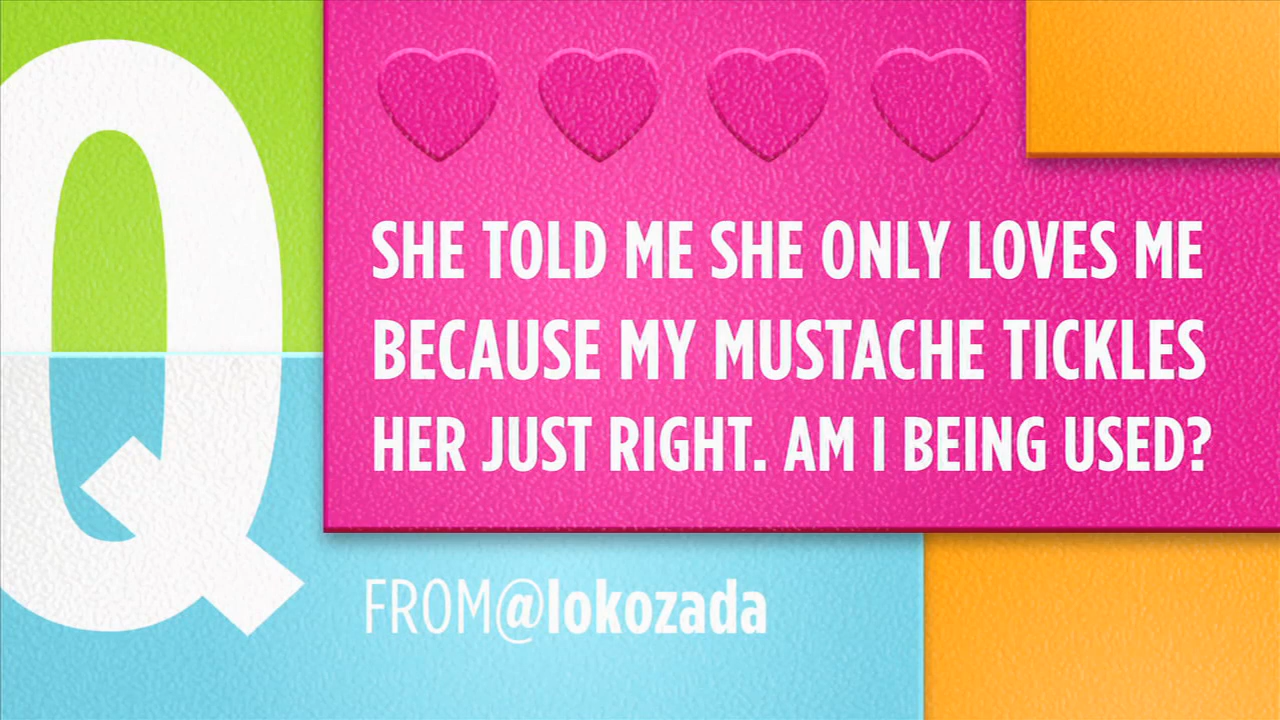 Q
SHE TOLD ME SHE ONLY LOVES ME
BECAUSE MY MUSTACHE TICKLES
HER JUST RIGHT. AM I BEING USED?
FROM@lokozada